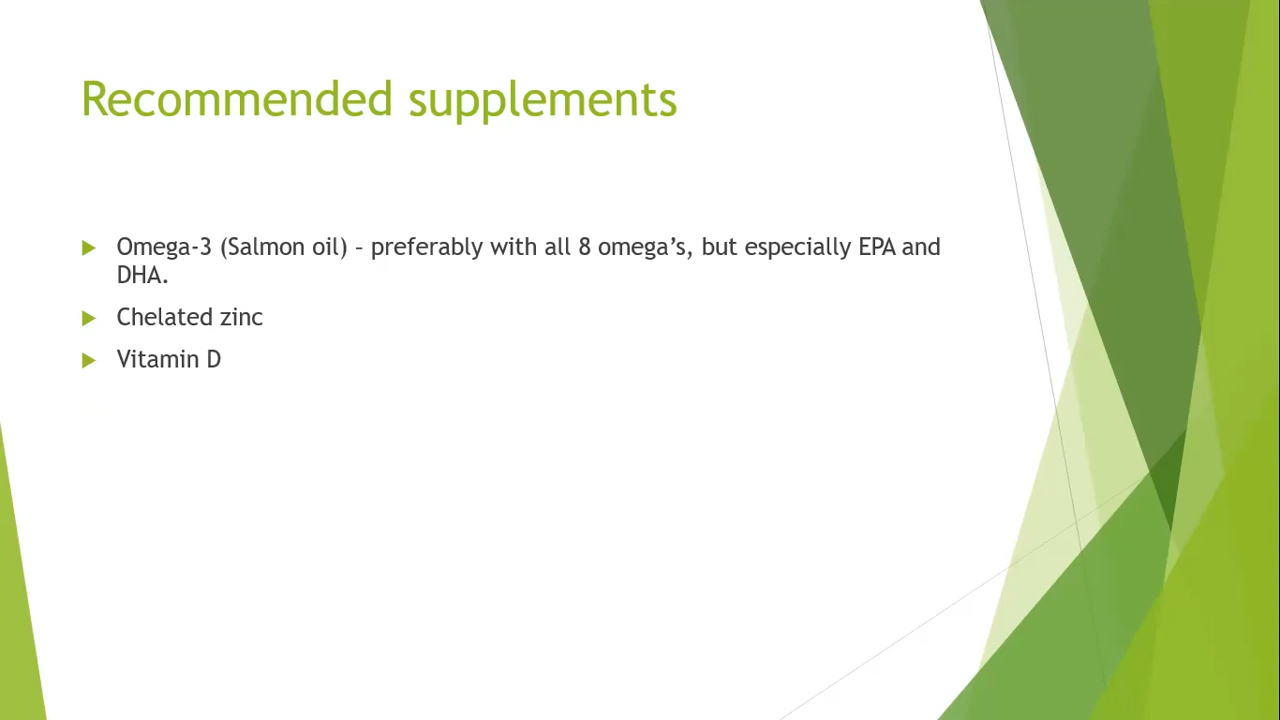 Recommended supplements
Omega-3 (Salmon oil) – preferably with all 8 omega’s, but especially EPA and
DHA.
Chelated zinc
Vitamin D